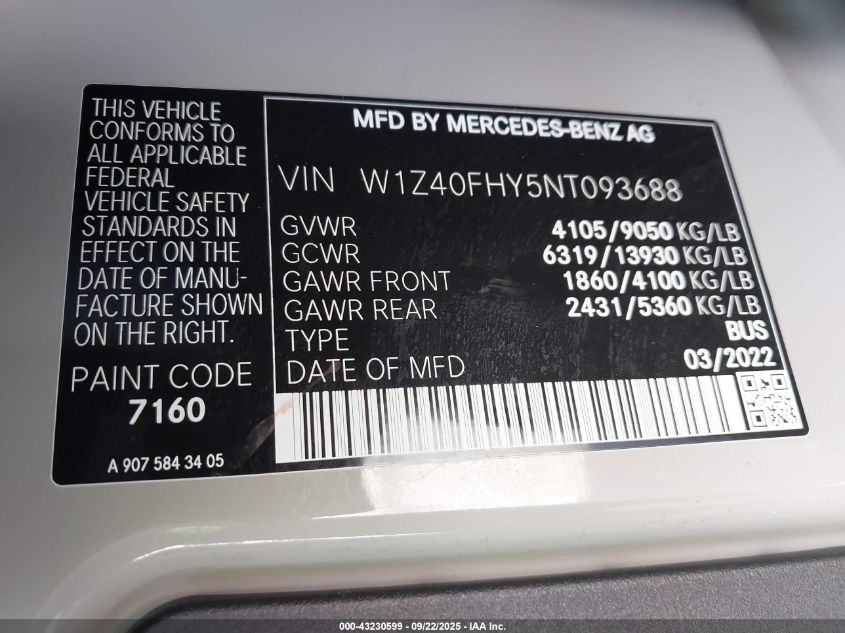 THIS VEHICLE
CONFORMS TO
ALL APPLICABLE
FEDERAL
VEHICLE SAFETY
STANDARDS IN
EFFECT ON THE
DATE OF MANU-
FACTURE SHOWN
ON THE RIGHT.
PAINT CODE
7160
A 907 584 34 05
MFD BY MERCEDES-BENZ AG
VIN W1Z40FHY5NT093688
GVWR 4105/9050 KG/LB
GCWR 6319/13930 KG/LB
GAWR FRONT 1860/4100 KG/LB
GAWR REAR 2431/5360 KG/LB
TYPE BUS
DATE OF MFD 03/2022
000-43230599 - 09/22/2025 - IAA Inc.